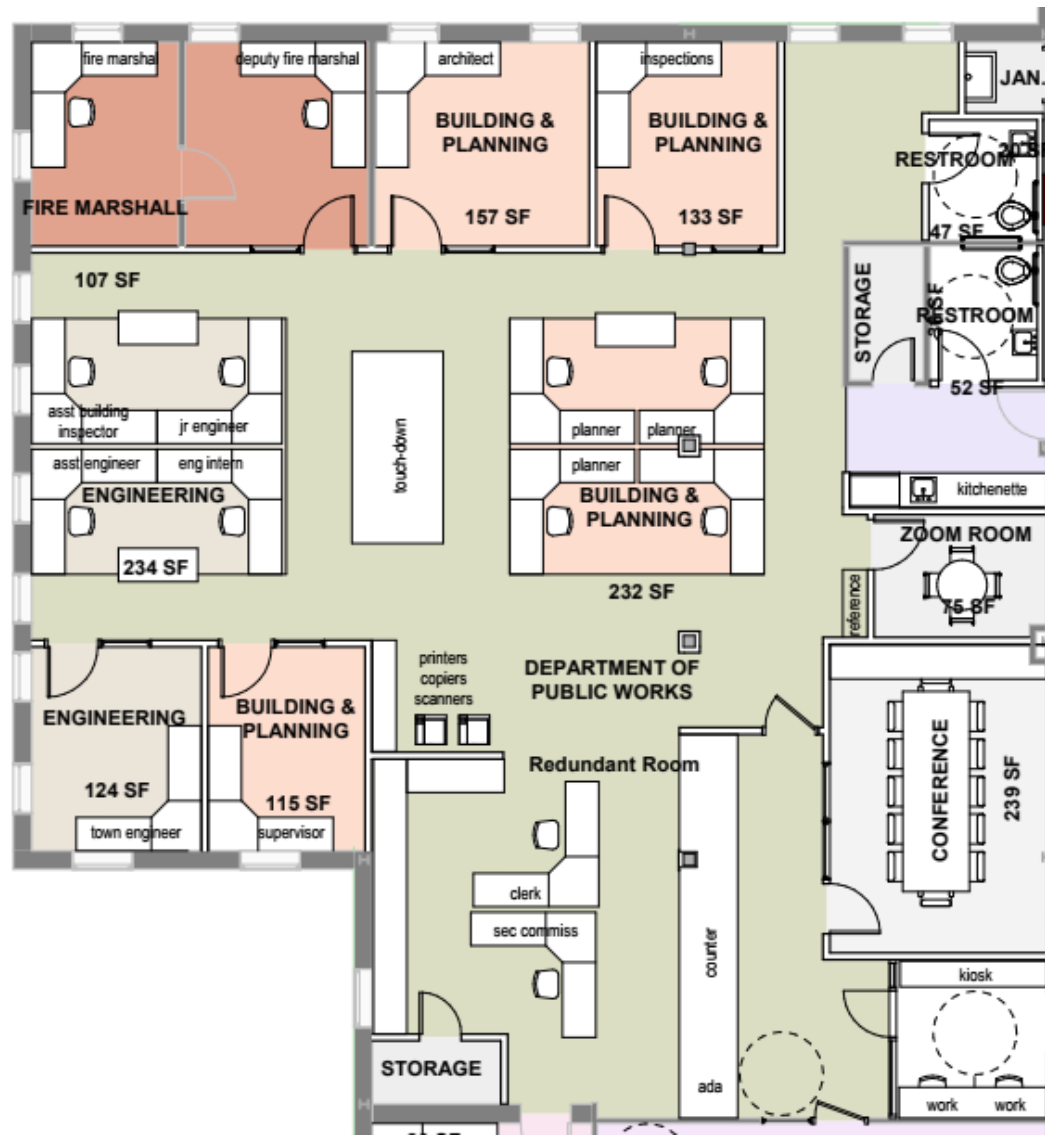 fire marshal
deputy fire marshal
architect
inspections
JAN.
BUILDING &
PLANNING
BUILDING &
PLANNING
RESTROOM
20 SF
FIRE MARSHALL
157 SF
133 SF
47 SF
107 SF
STORAGE
RESTROOM
52 SF
asst building
inspector
jr engineer
asst engineer
eng intern
ENGINEERING
234 SF
touch-down
planner
planner
planner
BUILDING &
PLANNING
232 SF
kitchenette
ZOOM ROOM
75 SF
reference
printers
copiers
scanners
DEPARTMENT OF
PUBLIC WORKS
ENGINEERING
124 SF
town engineer
BUILDING &
PLANNING
115 SF
supervisor
Redundant Room
CONFERENCE
239 SF
clerk
sec commiss
counter
ada
kiosk
STORAGE
work
work